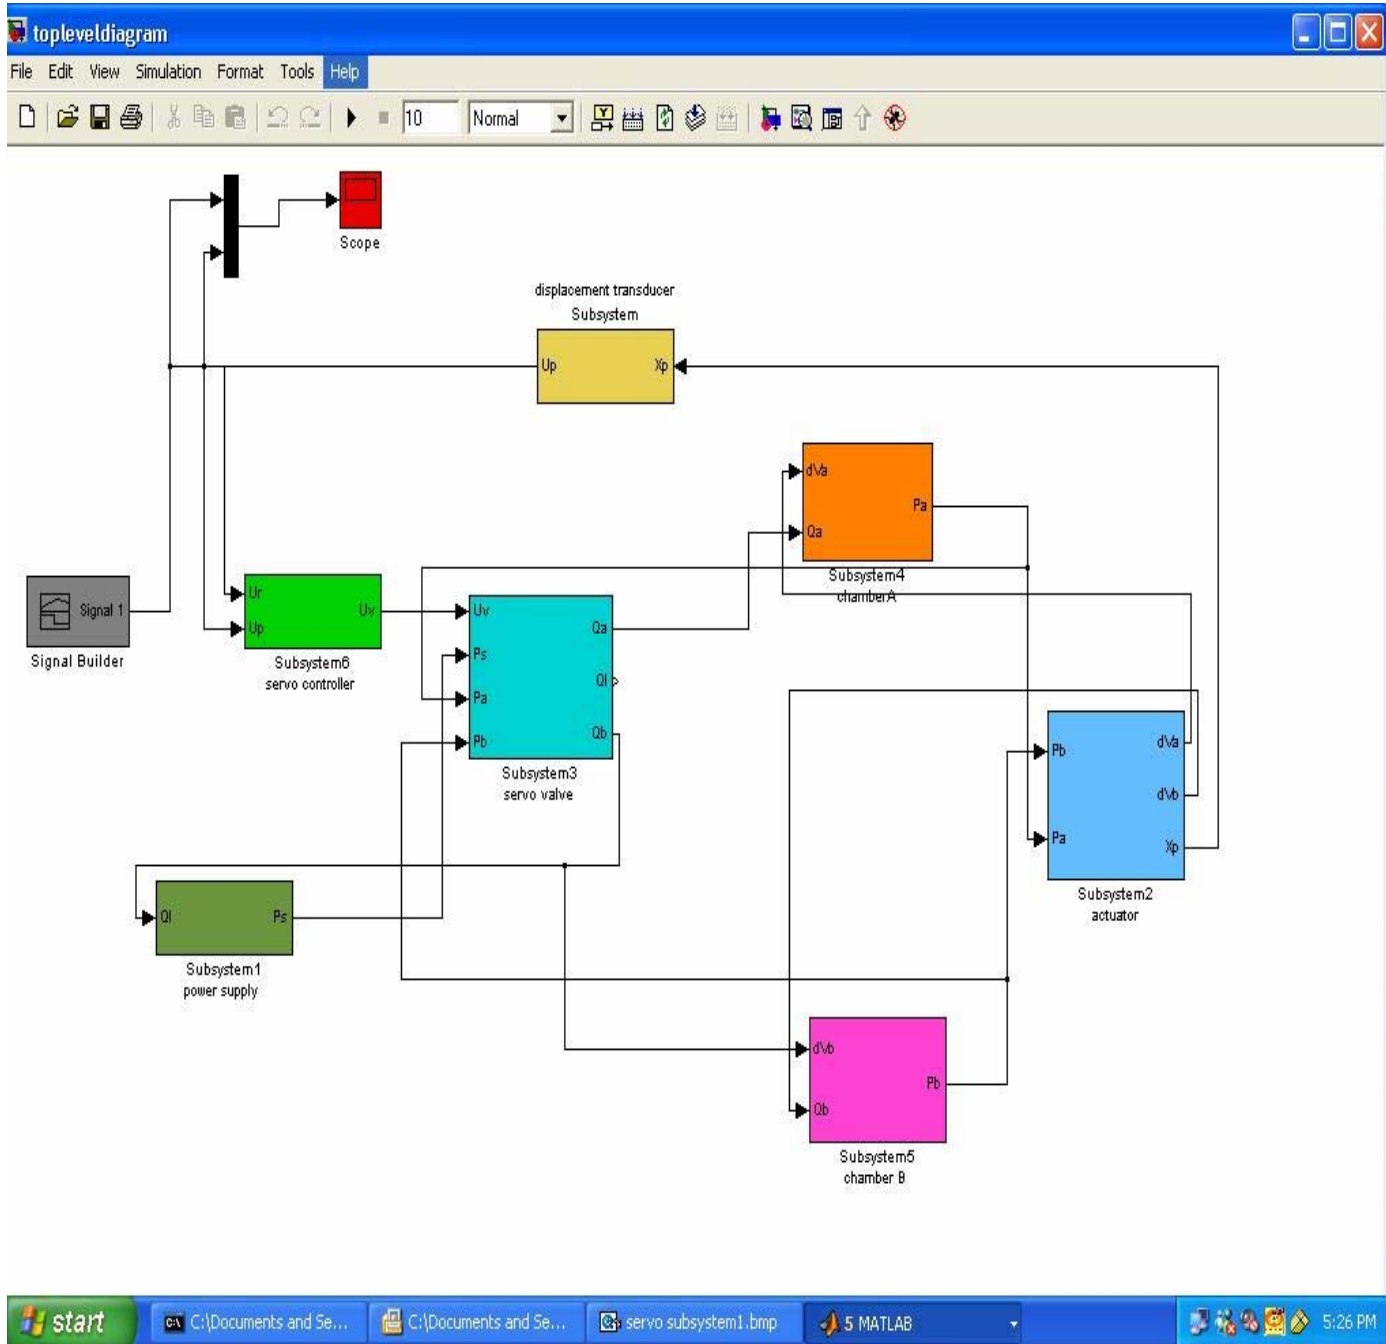 topleveldiagram
File Edit View Simulation Format Tools Help
10 Normal
Scope
displacement transducer
Subsystem
Up Xp
dVa
Pa
Qa
Subsystem4
chamberA
Signal 1
Signal Builder
Ur
Uv
Up
Subsystem6
servo controller
Uv
Qa
Ps
Ql
Pa
Qb
Pb
Subsystem3
servo valve
Pb
dVa
dVb
Pa
Xp
Subsystem2
actuator
Ql Ps
Subsystem1
power supply
dVb
Pb
Qb
Subsystem5
chamber B
start
C:\Documents and Se...
C:\Documents and Se...
servo subsystem1.bmp
5 MATLAB
5:26 PM